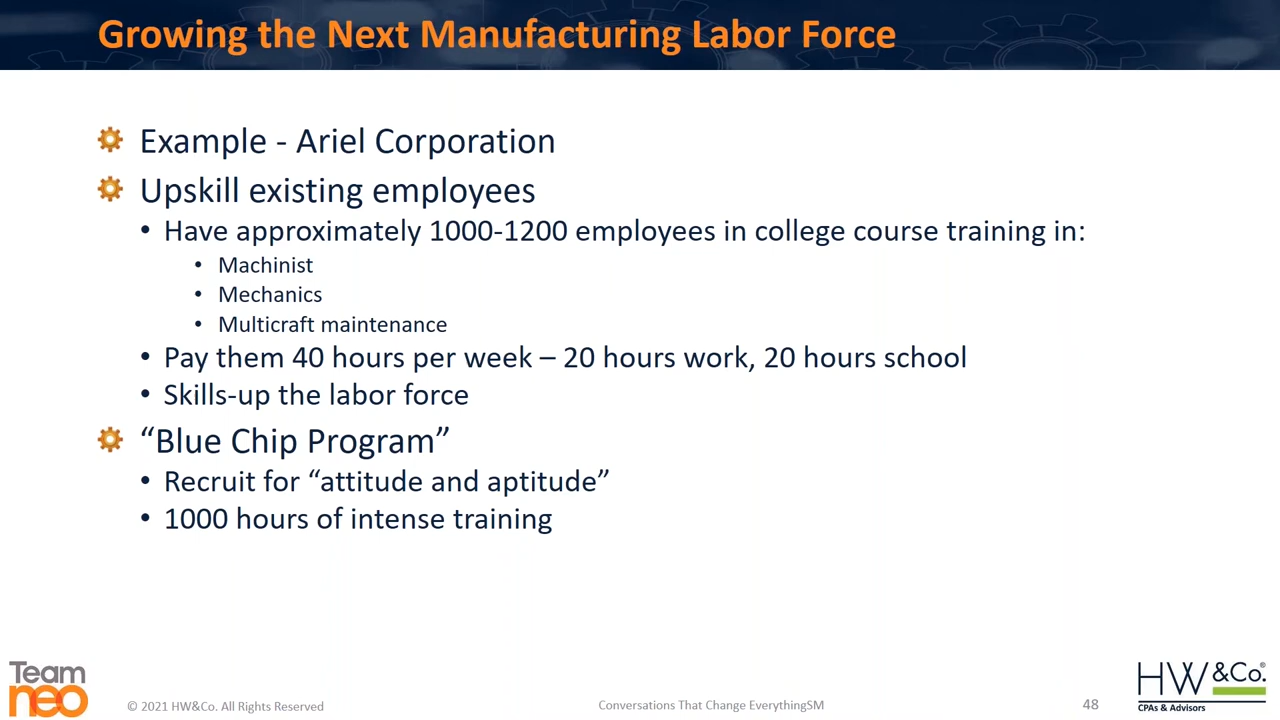 Growing the Next Manufacturing Labor Force
Example - Ariel Corporation
Upskill existing employees
• Have approximately 1000-1200 employees in college course training in:
• Machinist
• Mechanics
• Multicraft maintenance
• Pay them 40 hours per week – 20 hours work, 20 hours school
• Skills-up the labor force
“Blue Chip Program”
• Recruit for “attitude and aptitude”
• 1000 hours of intense training
Team
neo
© 2021 HW&Co. All Rights Reserved
Conversations That Change EverythingSM
48
HW&Co.®
CPAs & Advisors